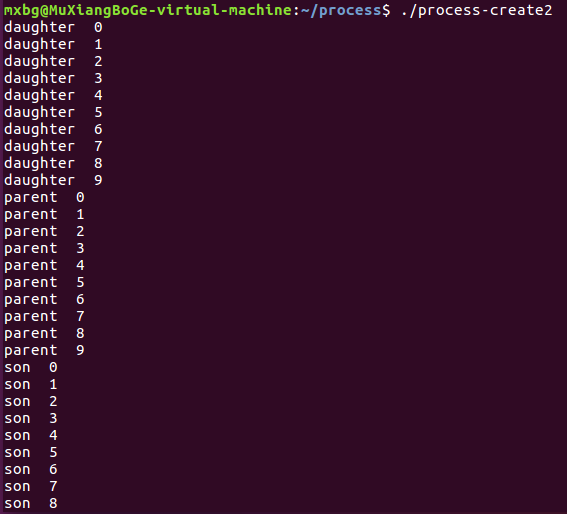 mxbg@MuXiangBoGe-virtual-machine:~/process$ ./process-create2
daughter  0
daughter  1
daughter  2
daughter  3
daughter  4
daughter  5
daughter  6
daughter  7
daughter  8
daughter  9
parent  0
parent  1
parent  2
parent  3
parent  4
parent  5
parent  6
parent  7
parent  8
parent  9
son  0
son  1
son  2
son  3
son  4
son  5
son  6
son  7
son  8